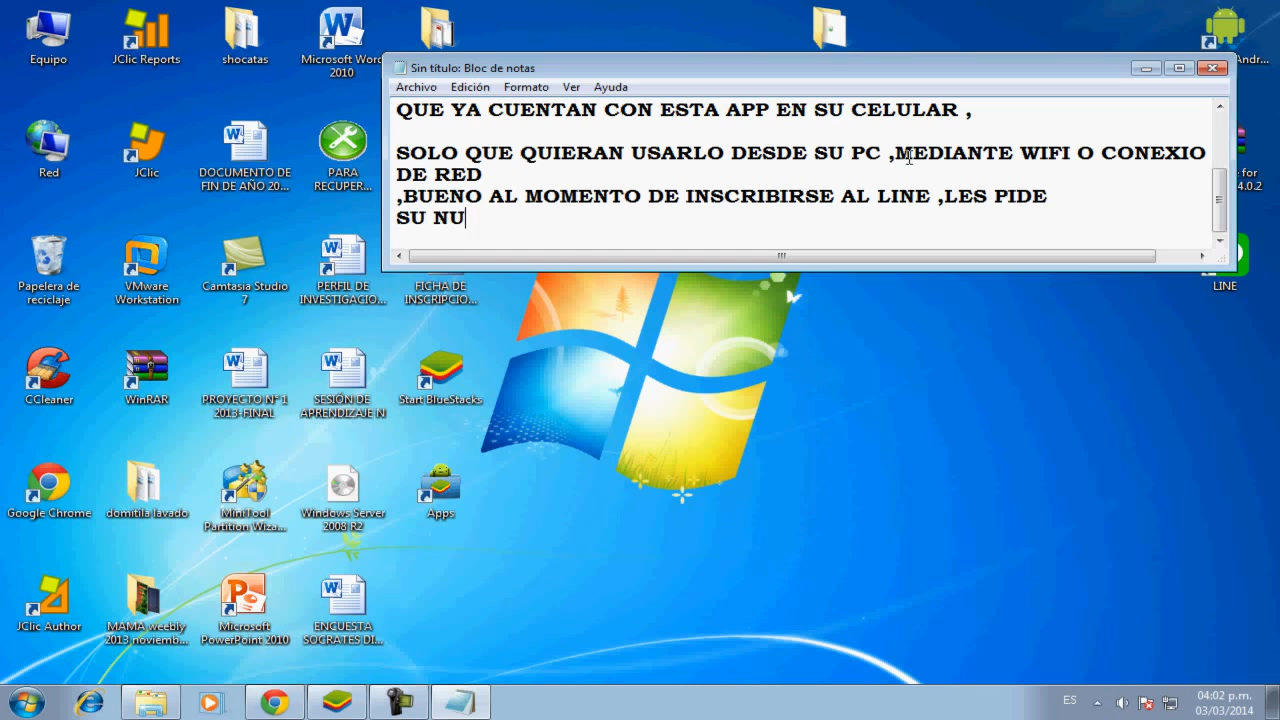 Equipo
JClic Reports
shocatas
Microsoft Word
2010
Sin título: Bloc de notas
Archivo Edición Formato Ver Ayuda
QUE YA CUENTAN CON ESTA APP EN SU CELULAR ,
SOLO QUE QUIERAN USARLO DESDE SU PC ,MEDIANTE WIFI O CONEXIO
DE RED
,BUENO AL MOMENTO DE INSCRIBIRSE AL LINE ,LES PIDE
SU NU
Red
JClic
DOCUMENTO DE
FIN DE AÑO 20...
PARA
RECUPER...
Papelera de
reciclaje
VMware
Workstation
Camtasia Studio
7
PERFIL DE
INVESTIGACIO...
FICHA DE
INSCRIPCIO...
LINE
CCleaner
WinRAR
PROYECTO Nº 1
2013-FINAL
SESIÓN DE
APRENDIZAJE N
Start BlueStacks
Google Chrome
domitila lavado
MiniTool
Partition Wiza...
Windows Server
2008 R2
Apps
JClic Author
MAMA weebly
2013 noviemb...
Microsoft
PowerPoint 2010
ENCUESTA
SOCRATES DI...
ES
04:02 p.m.
03/03/2014